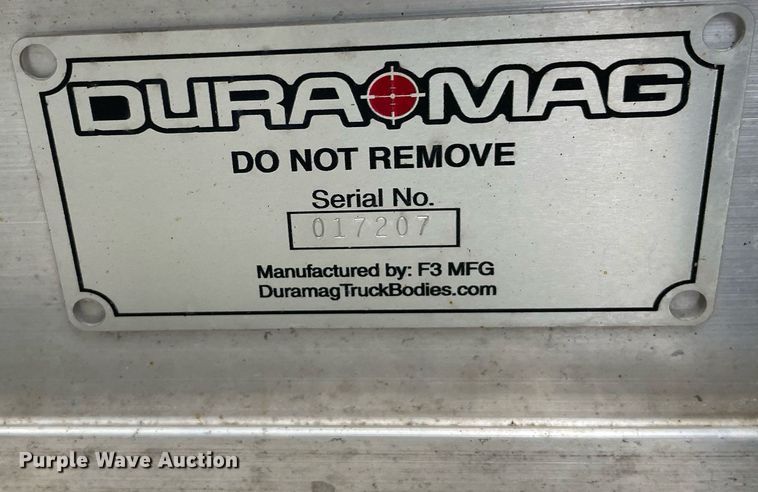 DURAMAG
DO NOT REMOVE
Serial No.
017207
Manufactured by: F3 MFG
DuramagTruckBodies.com
Purple Wave Auction